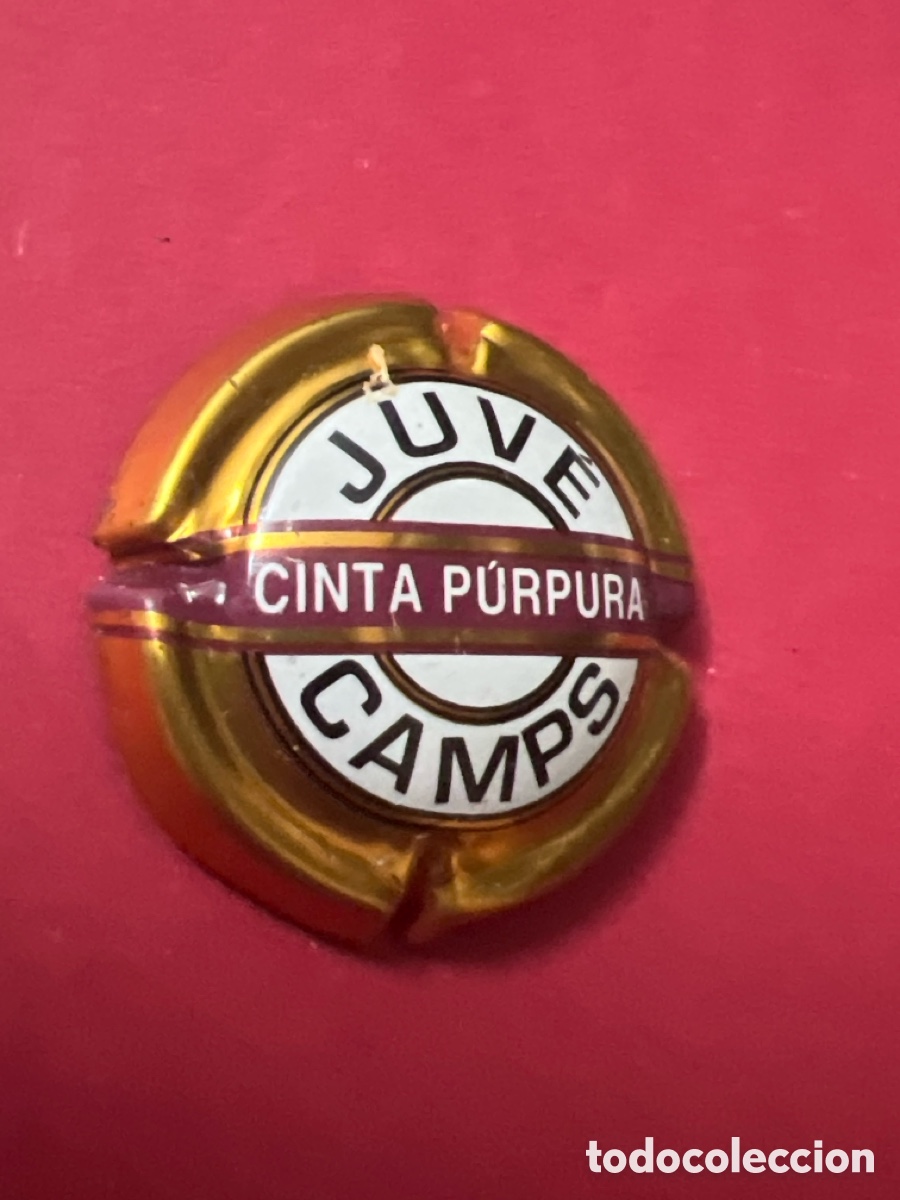 JUVÉ
CINTA PÚRPURA
CAMPS
todocoleccion